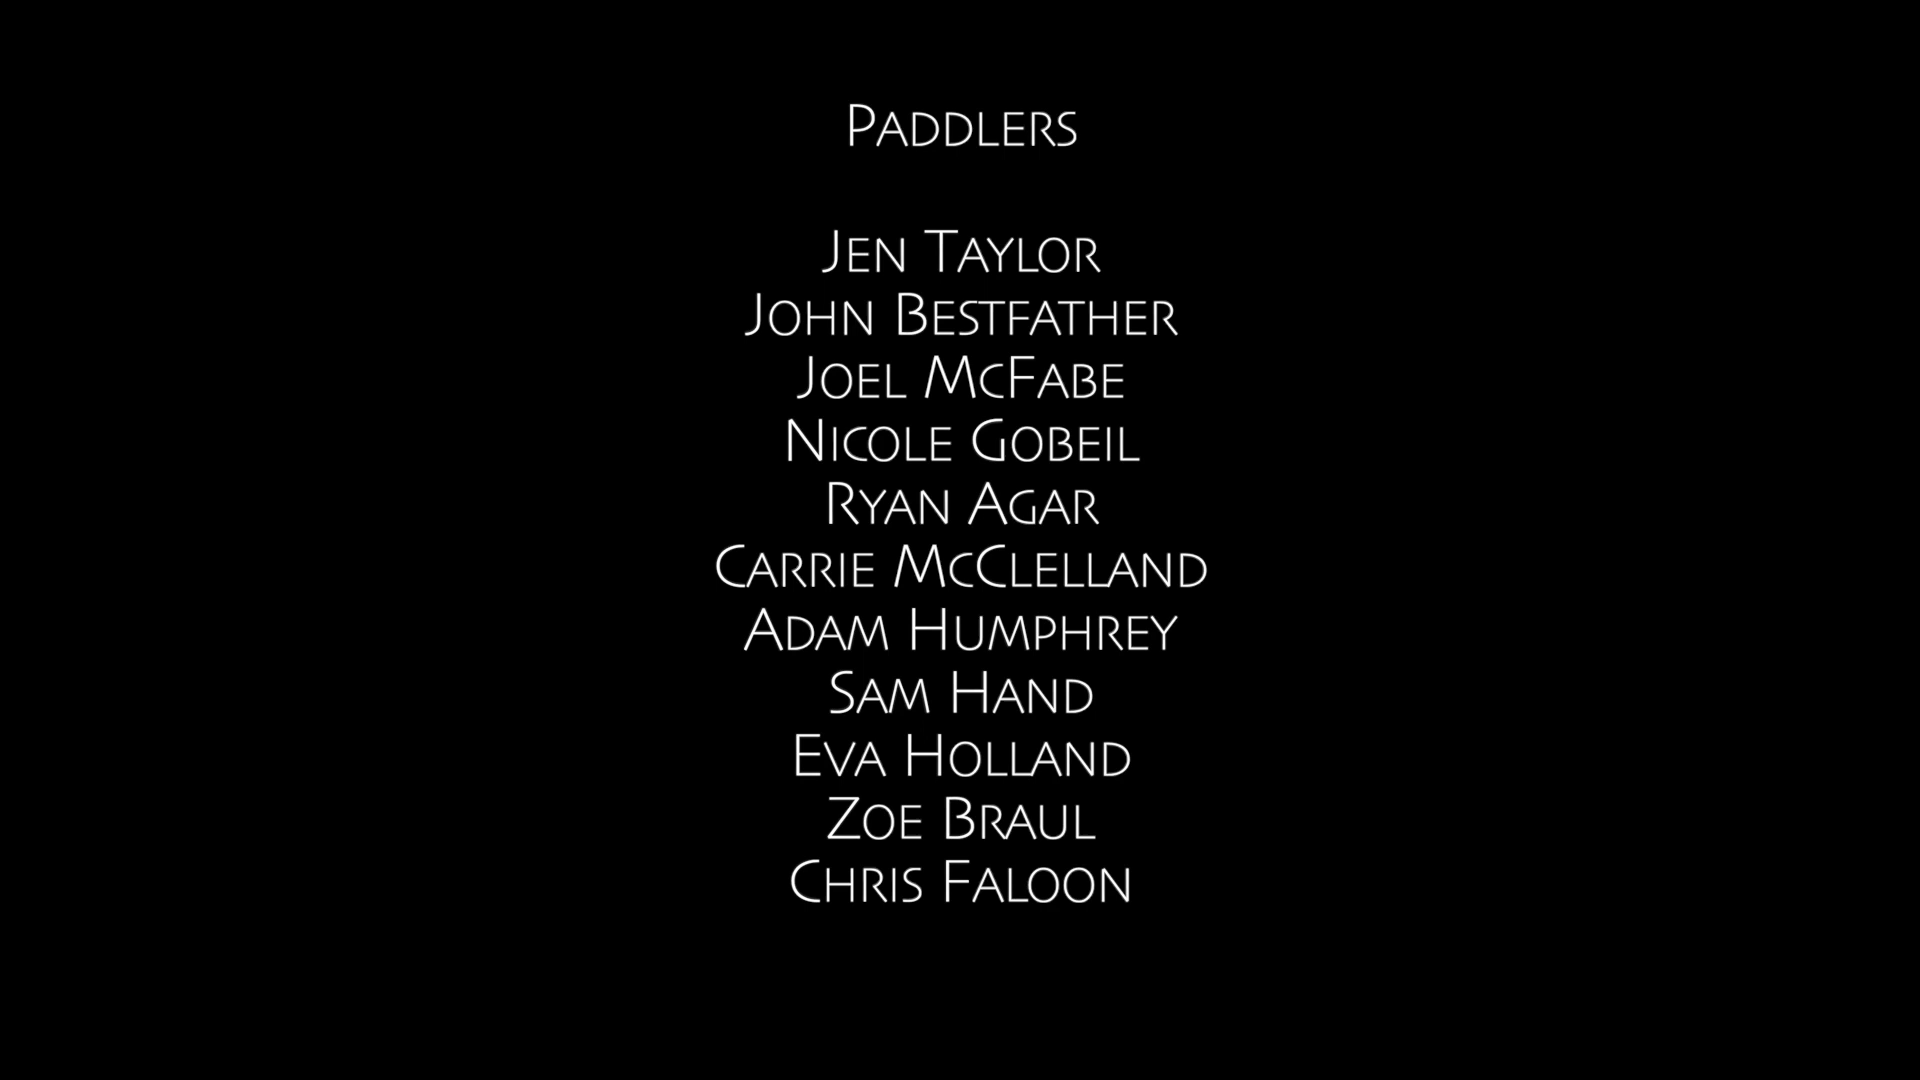 Paddlers
Jen Taylor
John Bestfather
Joel McFabe
Nicole Gobeil
Ryan Agar
Carrie McClelland
Adam Humphrey
Sam Hand
Eva Holland
Zoe Braul
Chris Faloon